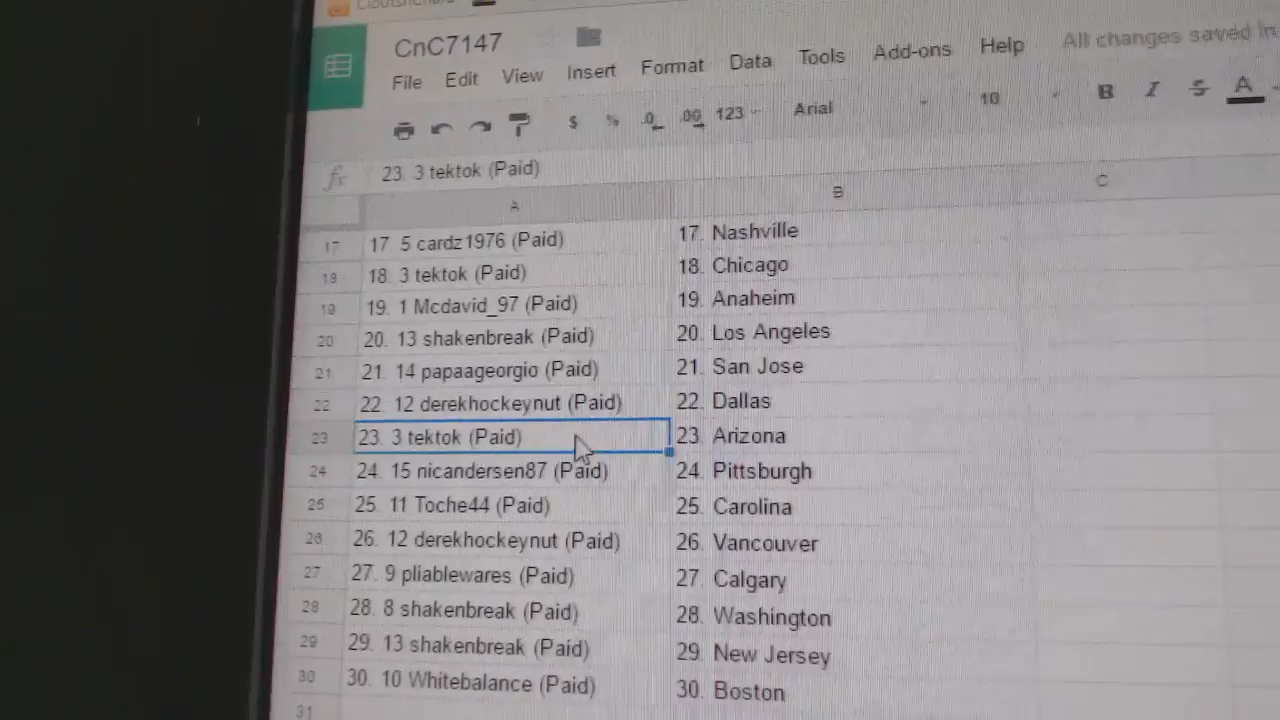 CnC7147
File Edit View Insert Format Data Tools Add-ons Help All changes saved in
$ % .0 .00 123 Arial 10 B I S A
fx 23. 3 tektok (Paid)
A B C
17 17 5 cardz1976 (Paid) 17. Nashville
18 18. 3 tektok (Paid) 18. Chicago
19 19. 1 Mcdavid_97 (Paid) 19. Anaheim
20 20. 13 shakenbreak (Paid) 20. Los Angeles
21 21. 14 papaageorgio (Paid) 21. San Jose
22 22 12 derekhockeynut (Paid) 22. Dallas
23 23. 3 tektok (Paid) 23. Arizona
24 24. 15 nicandersen87 (Paid) 24. Pittsburgh
25 25. 11 Toche44 (Paid) 25. Carolina
26 26. 12 derekhockeynut (Paid) 26. Vancouver
27 27. 9 pliablewares (Paid) 27. Calgary
28 28. 8 shakenbreak (Paid) 28. Washington
29 29. 13 shakenbreak (Paid) 29. New Jersey
30 30. 10 Whitebalance (Paid) 30. Boston
31